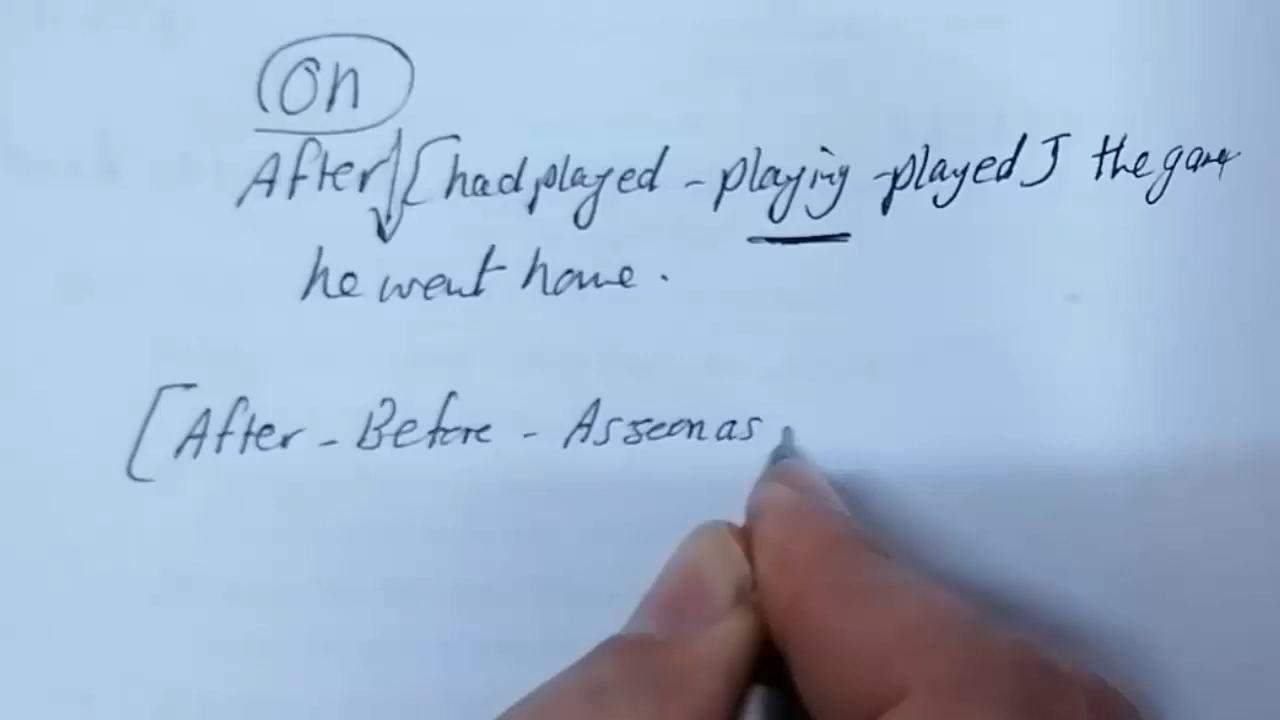 On
After [had played - playing - played] the game
he went home.
[After - Before - As soon as